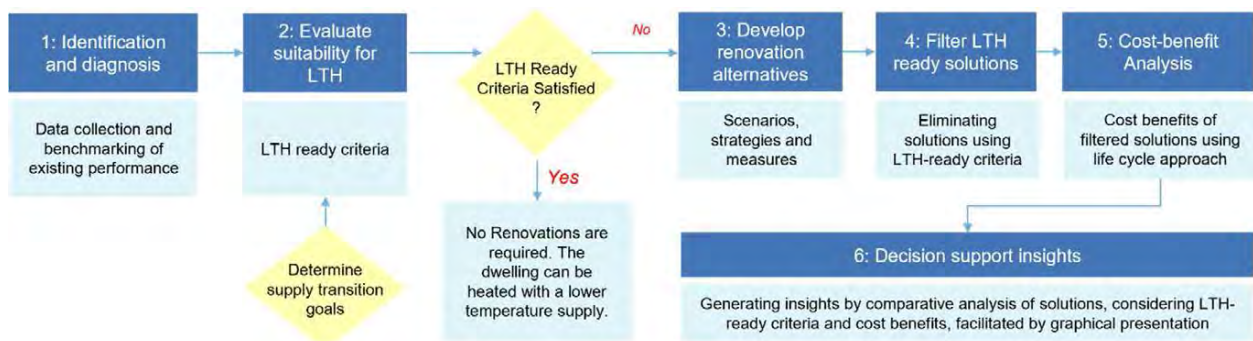 1: Identification
and diagnosis
Data collection and
benchmarking of
existing performance
2: Evaluate
suitability for
LTH
LTH ready criteria
Determine
supply transition
goals
LTH Ready
Criteria Satisfied
?
No
Yes
No Renovations are
required. The
dwelling can be
heated with a lower
temperature supply.
3: Develop
renovation
alternatives
Scenarios,
strategies and
measures
4: Filter LTH
ready solutions
Eliminating
solutions using
LTH-ready criteria
5: Cost-benefit
Analysis
Cost benefits of
filtered solutions using
life cycle approach
6: Decision support insights
Generating insights by comparative analysis of solutions, considering LTH-
ready criteria and cost benefits, facilitated by graphical presentation